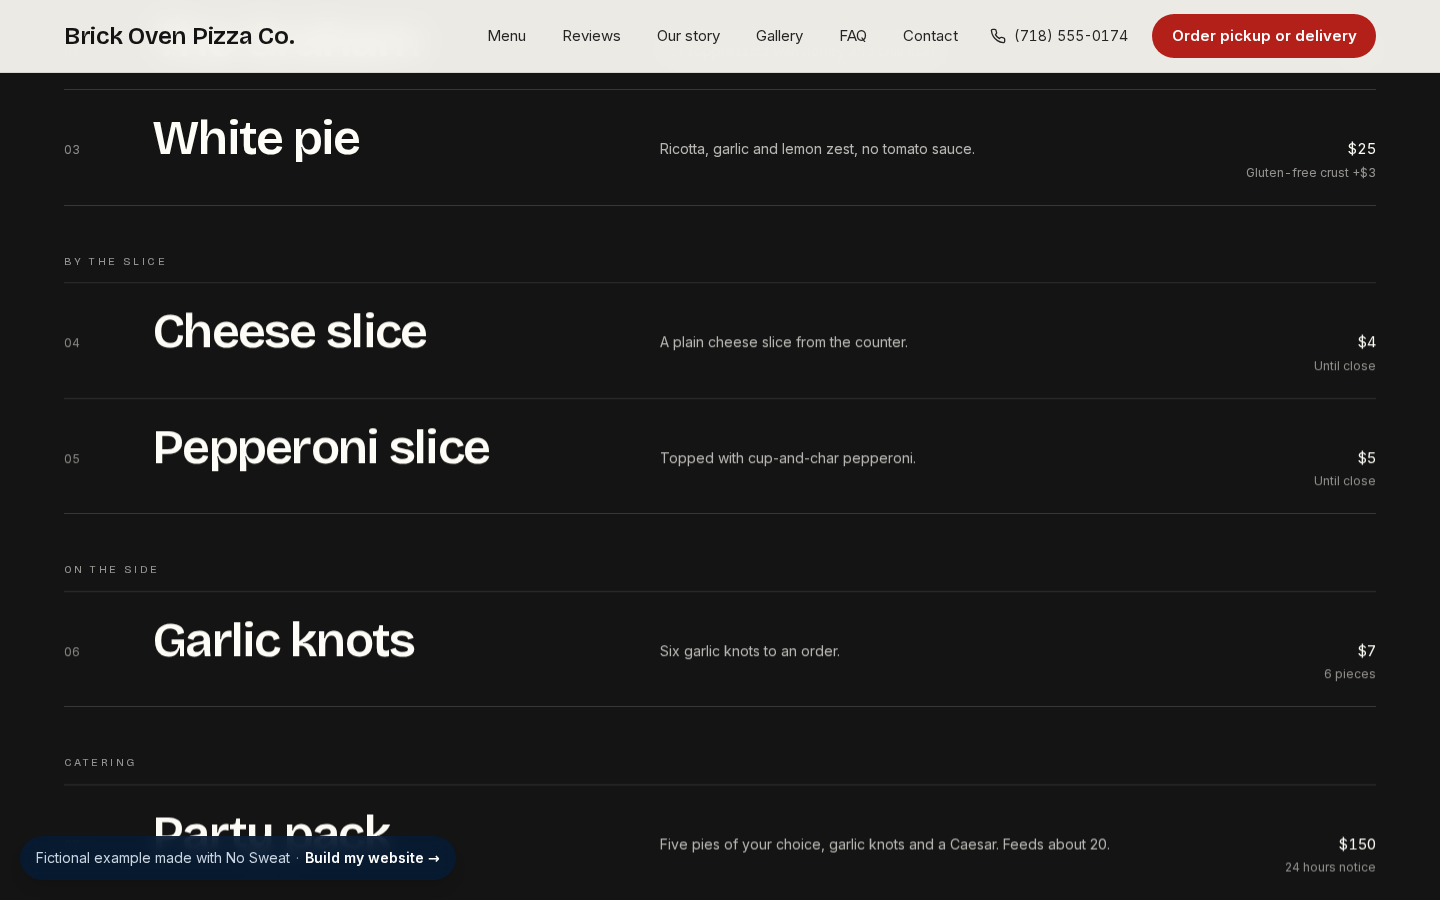 Brick Oven Pizza Co.
Menu
Reviews
Our story
Gallery
FAQ
Contact
(718) 555-0174
Order pickup or delivery
03
White pie
Ricotta, garlic and lemon zest, no tomato sauce.
$25
Gluten-free crust +$3
BY THE SLICE
04
Cheese slice
A plain cheese slice from the counter.
$4
Until close
05
Pepperoni slice
Topped with cup-and-char pepperoni.
$5
Until close
ON THE SIDE
06
Garlic knots
Six garlic knots to an order.
$7
6 pieces
CATERING
Party pack
Five pies of your choice, garlic knots and a Caesar. Feeds about 20.
$150
24 hours notice
Fictional example made with No Sweat · Build my website →